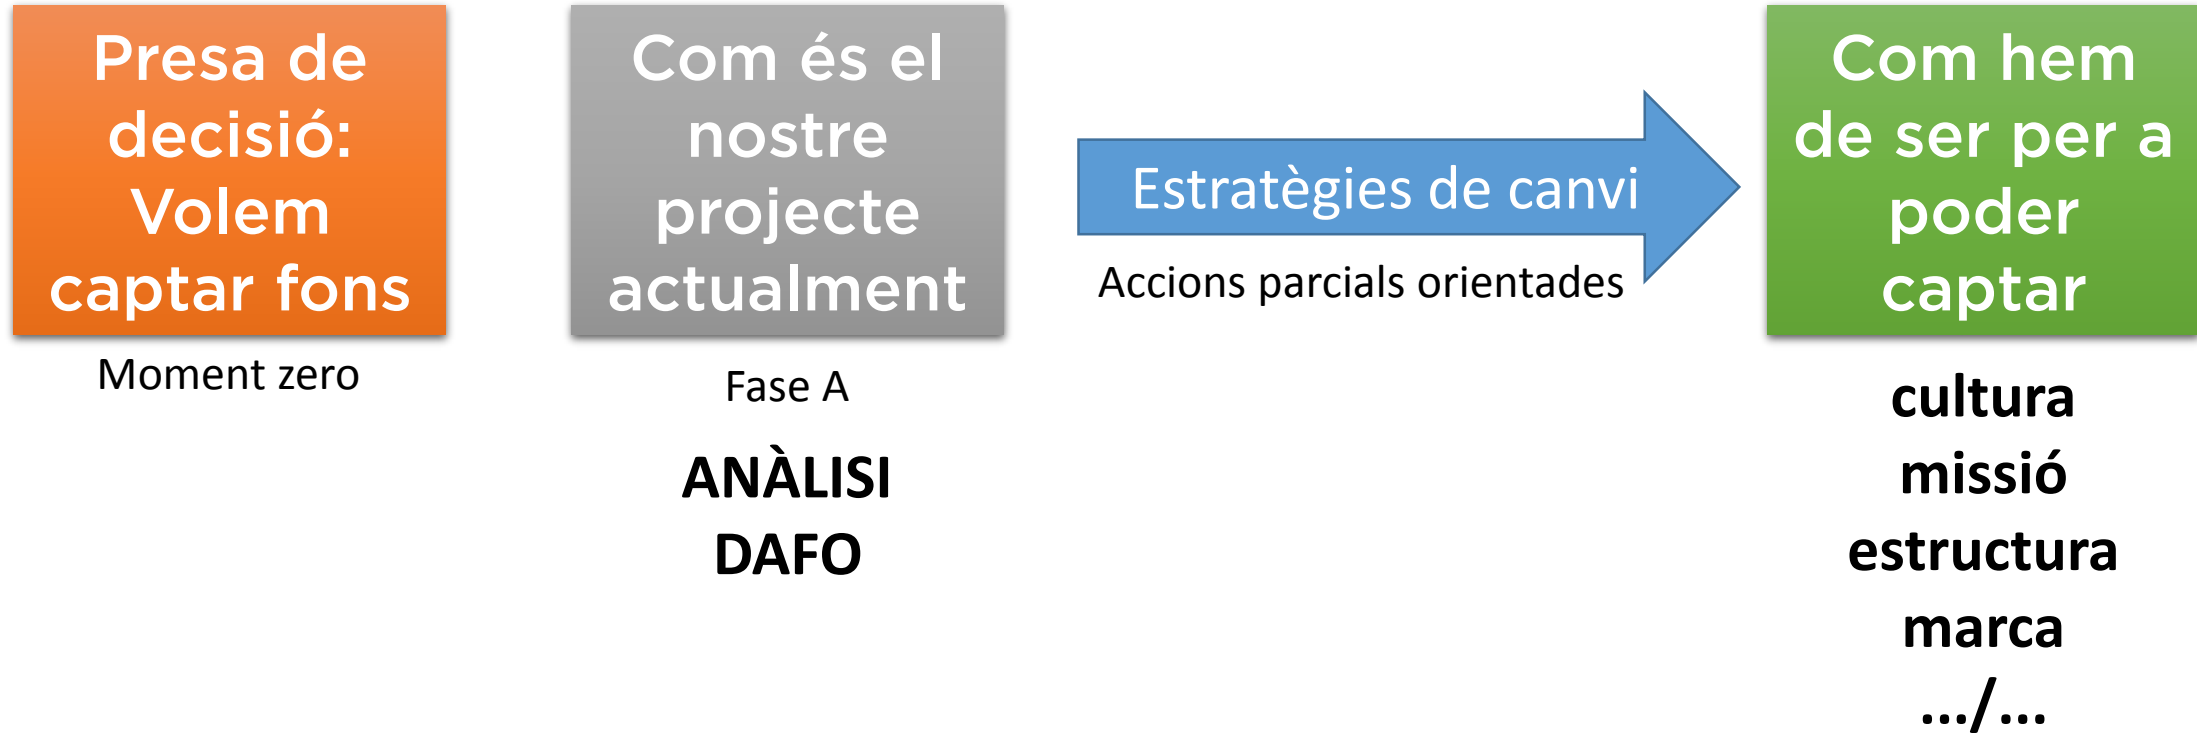 Presa de
decisió:
Volem
captar fons
Moment zero
Com és el
nostre
projecte
actualment
Fase A
ANÀLISI
DAFO
Estratègies de canvi
Accions parcials orientades
Com hem
de ser per a
poder
captar
cultura
missió
estructura
marca
.../...